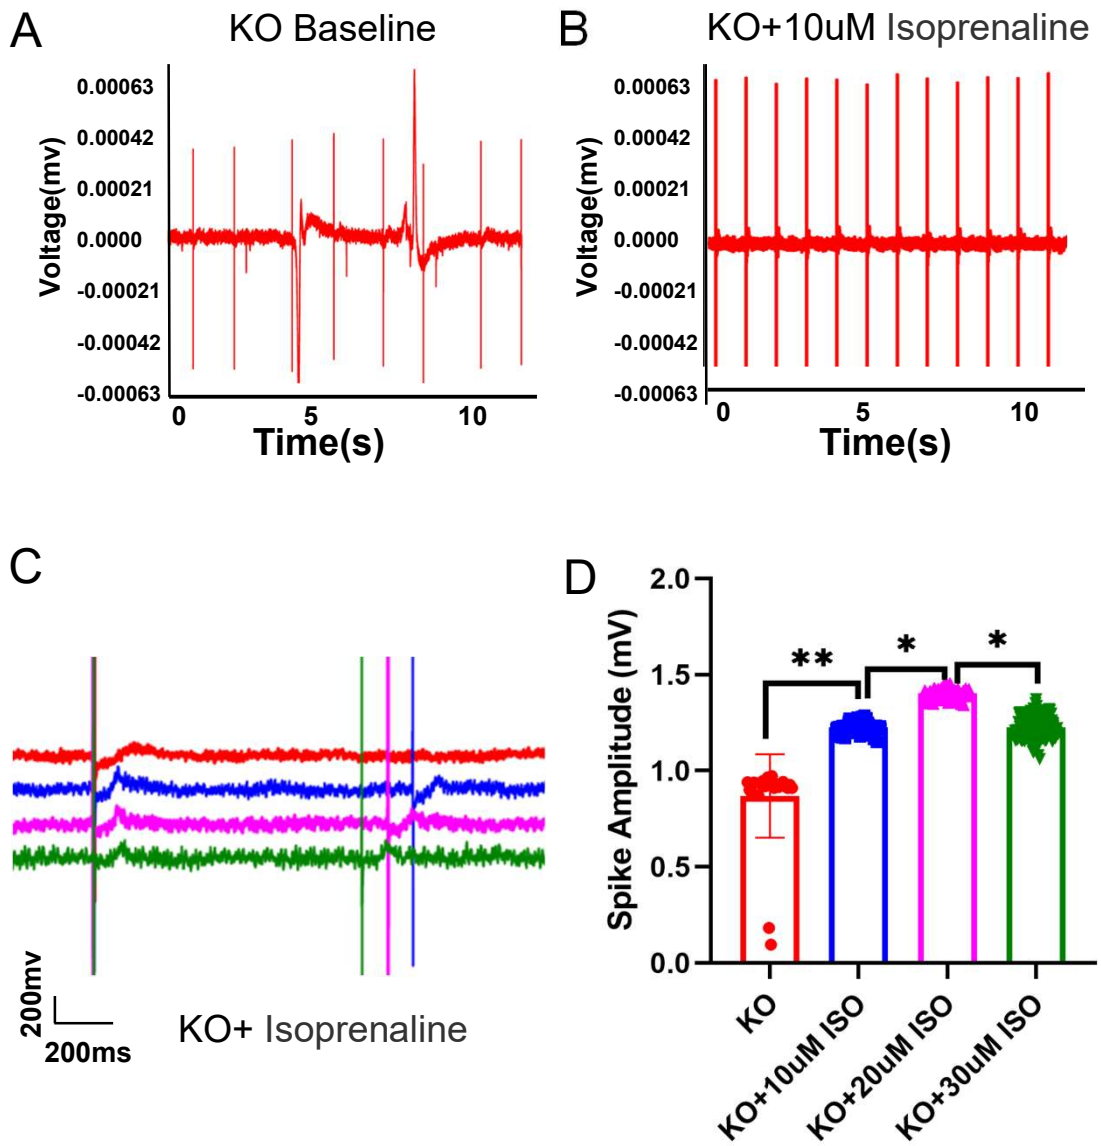 A
KO Baseline
Voltage(mv)
0.00063
0.00042
0.00021
0.0000
-0.00021
-0.00042
-0.00063
0
5
10
Time(s)
B
KO+10uM Isoprenaline
Voltage(mv)
0.00063
0.00042
0.00021
0.0000
-0.00021
-0.00042
-0.00063
0
5
10
Time(s)
C
200mv
200ms
KO+ Isoprenaline
D
Spike Amplitude (mV)
2.0
1.5
1.0
0.5
0.0
**
*
*
KO
KO+10uM ISO
KO+20uM ISO
KO+30uM ISO